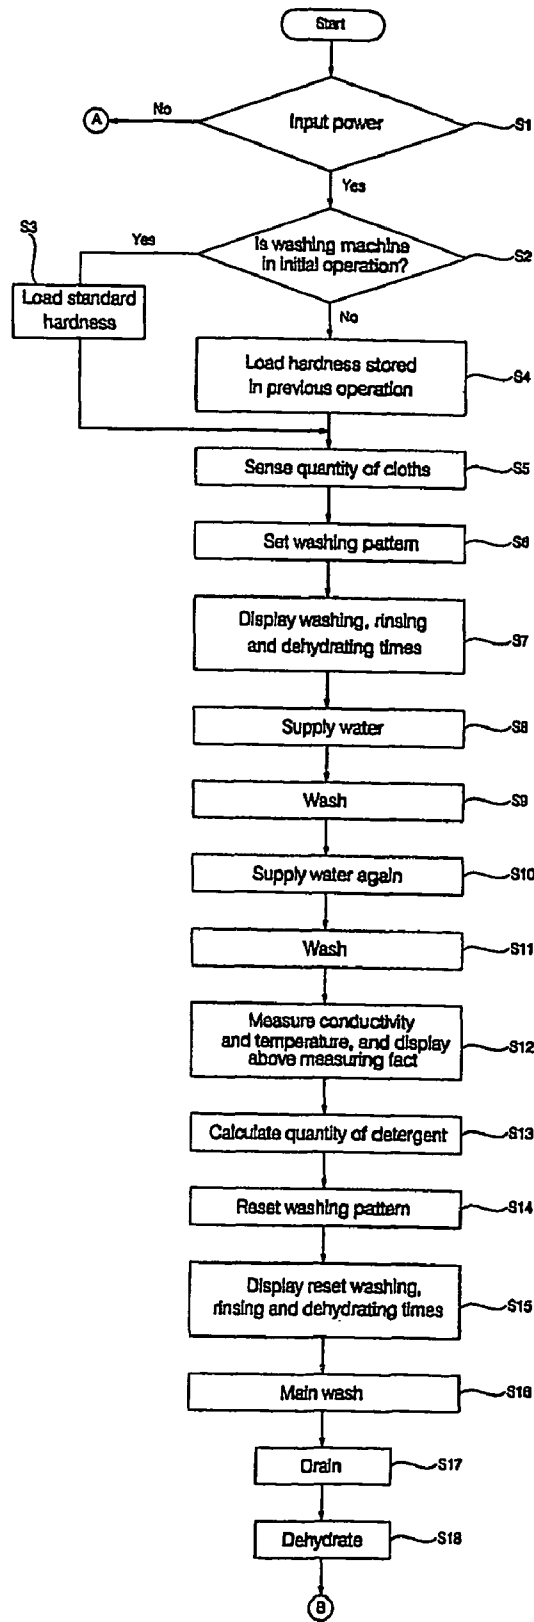 Start
Input power
S1
No
A
Yes
Is washing machine
in initial operation?
S2
Yes
S3
Load standard
hardness
No
Load hardness stored
in previous operation
S4
Sense quantity of cloths
S5
Set washing pattern
S6
Display washing, rinsing
and dehydrating times
S7
Supply water
S8
Wash
S9
Supply water again
S10
Wash
S11
Measure conductivity
and temperature, and display
above measuring fact
S12
Calculate quantity of detergent
S13
Reset washing pattern
S14
Display reset washing,
rinsing and dehydrating times
S15
Main wash
S16
Drain
S17
Dehydrate
S18
B